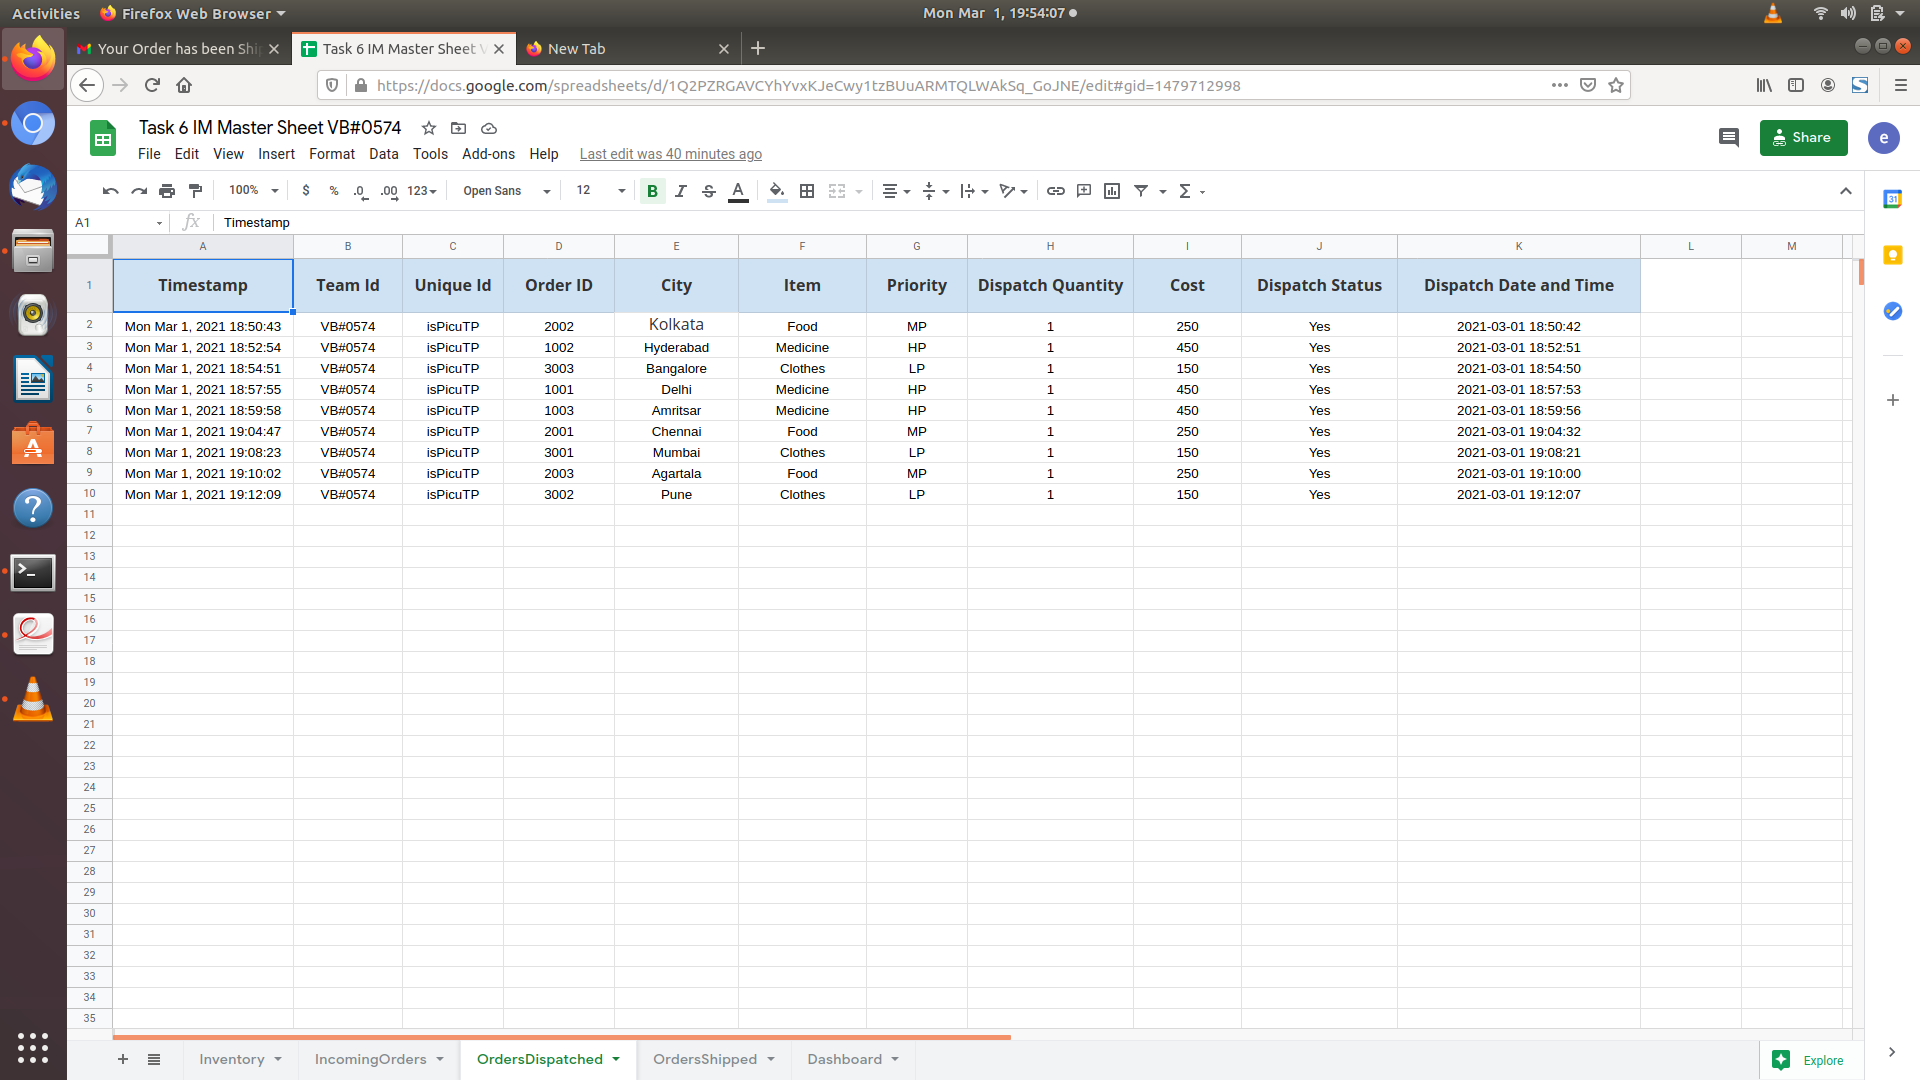 Activities Firefox Web Browser Mon Mar 1, 19:54:07
Your Order has been Shi Task 6 IM Master Sheet V New Tab
https://docs.google.com/spreadsheets/d/1Q2PZRGAVCYhYvxKJeCwy1tzBUuARMTQLWAkSq_GoJNE/edit#gid=1479712998
Task 6 IM Master Sheet VB#0574
Share
e
File Edit View Insert Format Data Tools Add-ons Help Last edit was 40 minutes ago
100% $ % .0 .00 123 Open Sans 12 B I S A Σ
31
A1 fx Timestamp
A B C D E F G H I J K L M
1 Timestamp Team Id Unique Id Order ID City Item Priority Dispatch Quantity Cost Dispatch Status Dispatch Date and Time
2 Mon Mar 1, 2021 18:50:43 VB#0574 isPicuTP 2002 Kolkata Food MP 1 250 Yes 2021-03-01 18:50:42
3 Mon Mar 1, 2021 18:52:54 VB#0574 isPicuTP 1002 Hyderabad Medicine HP 1 450 Yes 2021-03-01 18:52:51
4 Mon Mar 1, 2021 18:54:51 VB#0574 isPicuTP 3003 Bangalore Clothes LP 1 150 Yes 2021-03-01 18:54:50
5 Mon Mar 1, 2021 18:57:55 VB#0574 isPicuTP 1001 Delhi Medicine HP 1 450 Yes 2021-03-01 18:57:53
6 Mon Mar 1, 2021 18:59:58 VB#0574 isPicuTP 1003 Amritsar Medicine HP 1 450 Yes 2021-03-01 18:59:56
7 Mon Mar 1, 2021 19:04:47 VB#0574 isPicuTP 2001 Chennai Food MP 1 250 Yes 2021-03-01 19:04:32
8 Mon Mar 1, 2021 19:08:23 VB#0574 isPicuTP 3001 Mumbai Clothes LP 1 150 Yes 2021-03-01 19:08:21
9 Mon Mar 1, 2021 19:10:02 VB#0574 isPicuTP 2003 Agartala Food MP 1 250 Yes 2021-03-01 19:10:00
10 Mon Mar 1, 2021 19:12:09 VB#0574 isPicuTP 3002 Pune Clothes LP 1 150 Yes 2021-03-01 19:12:07
11
12
13
14
15
16
17
18
19
20
21
22
23
24
25
26
27
28
29
30
31
32
33
34
35
Inventory IncomingOrders OrdersDispatched OrdersShipped Dashboard Explore